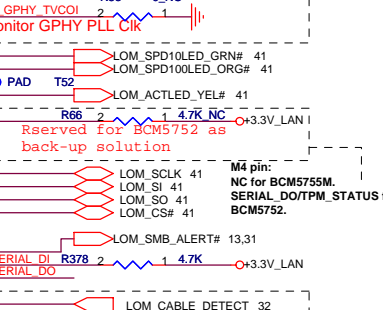 GPHY_TVCOI 2 1
onitor GPHY PLL Clk
LOM_SPD10LED_GRN# 41
LOM_SPD100LED_ORG# 41
PAD T52
LOM_ACTLED_YEL# 41
R66 2 1 4.7K_NC +3.3V_LAN
Rserved for BCM5752 as
back-up solution
LOM_SCLK 41
LOM_SI 41
LOM_SO 41
LOM_CS# 41
M4 pin:
NC for BCM5755M.
SERIAL_DO/TPM_STATUS
BCM5752.
LOM_SMB_ALERT# 13,31
ERIAL_DI R378 2 1 4.7K +3.3V_LAN
ERIAL_DO
LOM_CABLE_DETECT 32